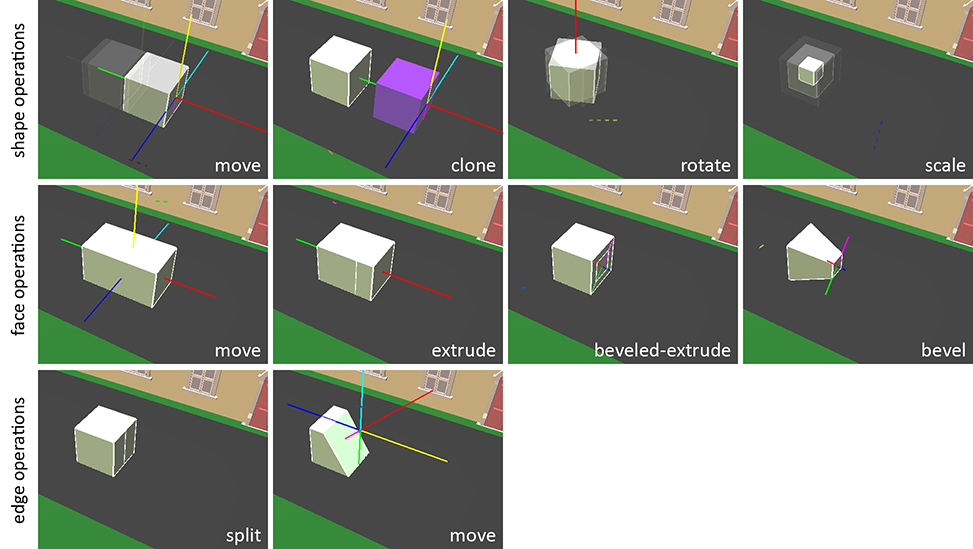 shape operations
move
clone
rotate
scale
face operations
move
extrude
beveled-extrude
bevel
edge operations
split
move